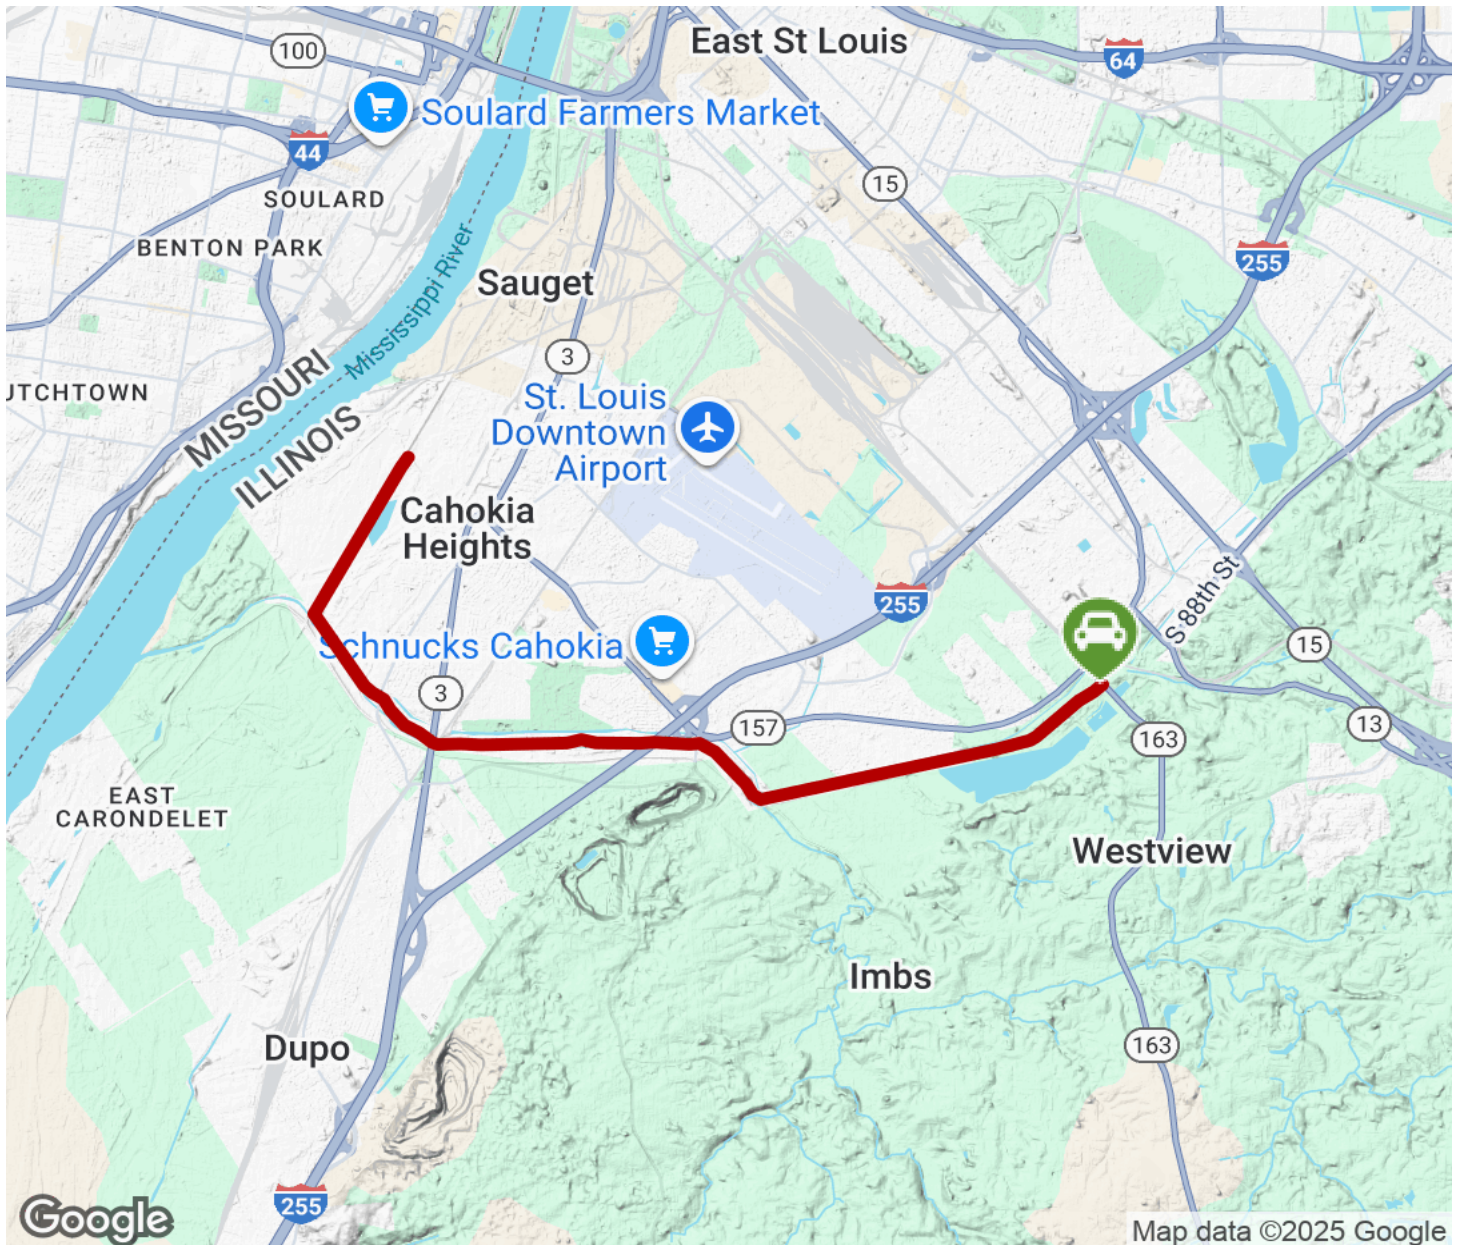 East St Louis
100
64
Soulard Farmers Market
44
15
SOULARD
BENTON PARK
255
Mississippi River
Sauget
3
MISSOURI
UTCHTOWN
St. Louis
Downtown
Airport
ILLINOIS
Cahokia
Heights
255
S 88th St
Schnucks Cahokia
15
3
157
13
163
EAST
CARONDELET
Westview
Imbs
Dupo
163
255
Google
Map data ©2025 Google